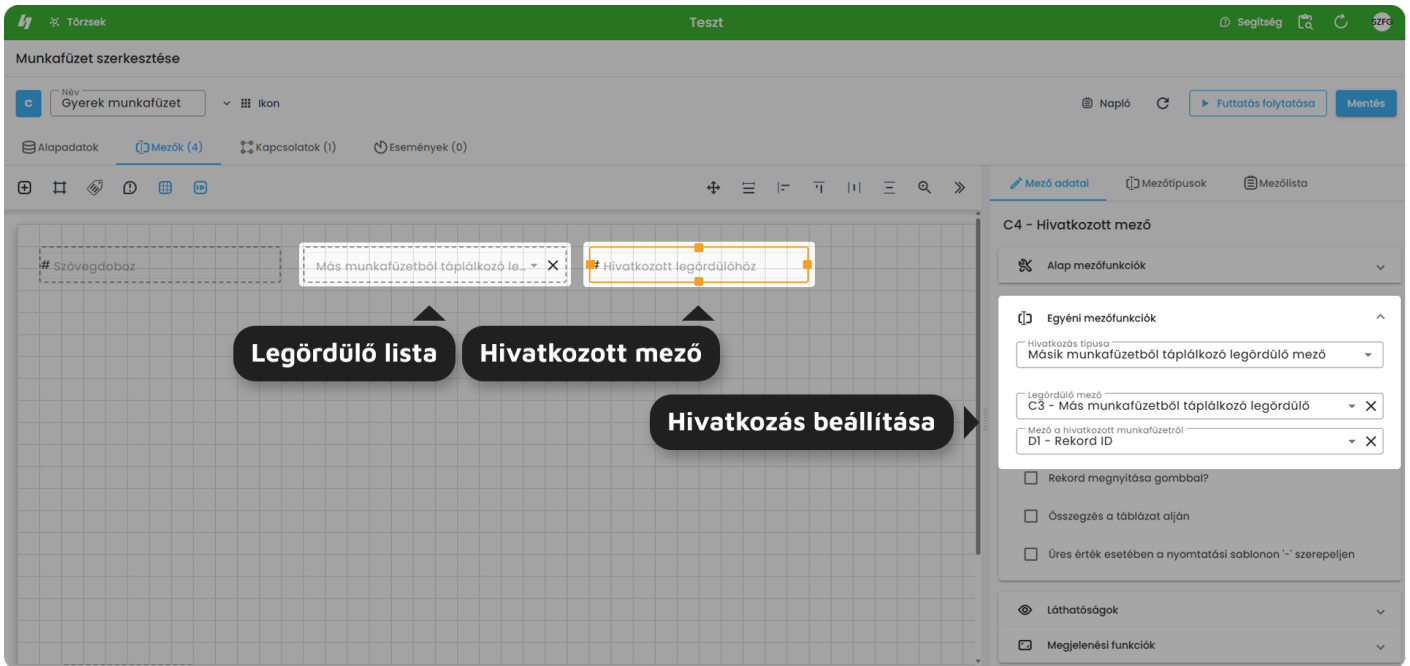 Törzsek
Teszt
Segítség
SZFG
Munkafüzet szerkesztése
C
Név
Gyerek munkafüzet
Ikon
Napló
Futtatás folytatása
Mentés
Alapadatok
Mezők (4)
Kapcsolatok (1)
Események (0)
ID
Mező adatai
Mezőtípusok
Mezőlista
C4 - Hivatkozott mező
# Szövegdoboz
Más munkafüzetből táplálkozó le...
# Hivatkozott legördülőhöz
Alap mezőfunkciók
Egyéni mezőfunkciók
Hivatkozás típusa
Másik munkafüzetből táplálkozó legördülő mező
Legördülő lista
Hivatkozott mező
Legördülő mező
C3 - Más munkafüzetből táplálkozó legördülő
Hivatkozás beállítása
Mező a hivatkozott munkafüzetről
D1 - Rekord ID
Rekord megnyitása gombbal?
Összegzés a táblázat alján
Üres érték esetében a nyomtatási sablonon '-' szerepeljen
Láthatóságok
Megjelenési funkciók